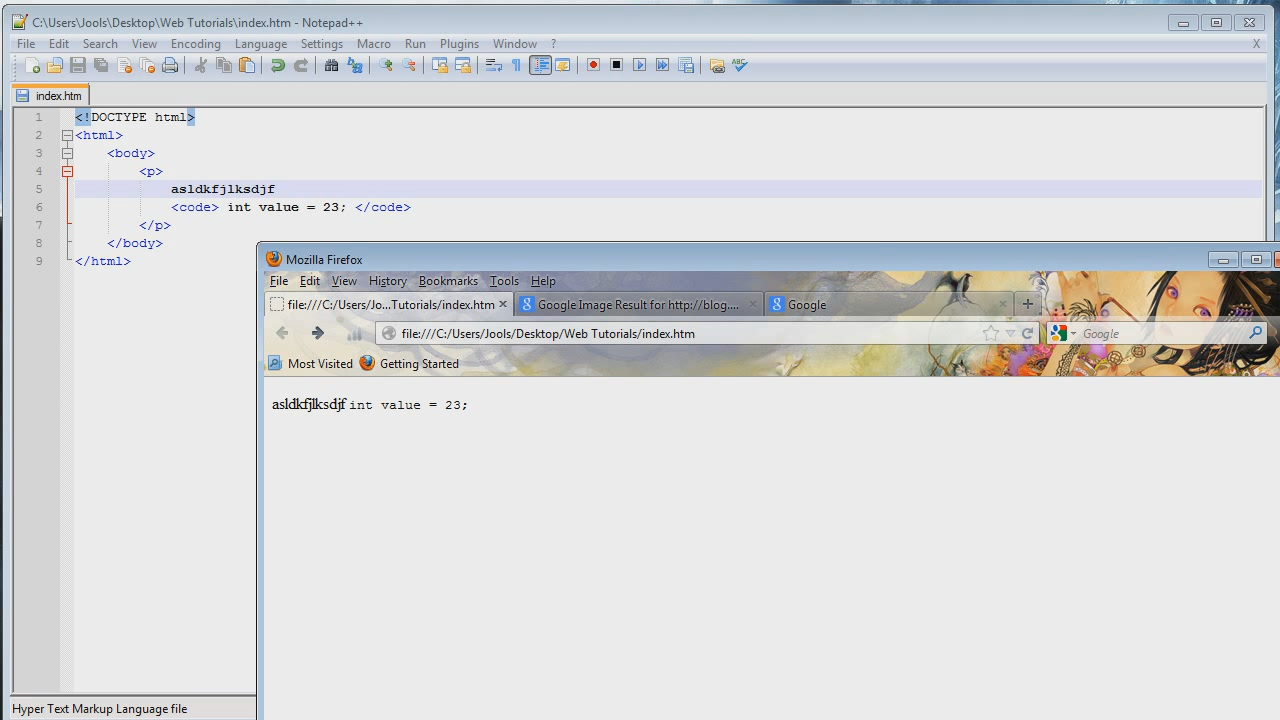 C:\Users\Jools\Desktop\Web Tutorials\index.htm - Notepad++
File Edit Search View Encoding Language Settings Macro Run Plugins Window ? X
index.htm
1 <!DOCTYPE html>
2 <html>
3 <body>
4 <p>
5 asldkfjlksdjf
6 <code> int value = 23; </code>
7 </p>
8 </body>
9 </html>
Mozilla Firefox
File Edit View History Bookmarks Tools Help
file:///C:/Users/Jo...Tutorials/index.htm Google Image Result for http://blog.... Google
file:///C:/Users/Jools/Desktop/Web Tutorials/index.htm Google
Most Visited Getting Started
asldkfjlksdjf int value = 23;
Hyper Text Markup Language file